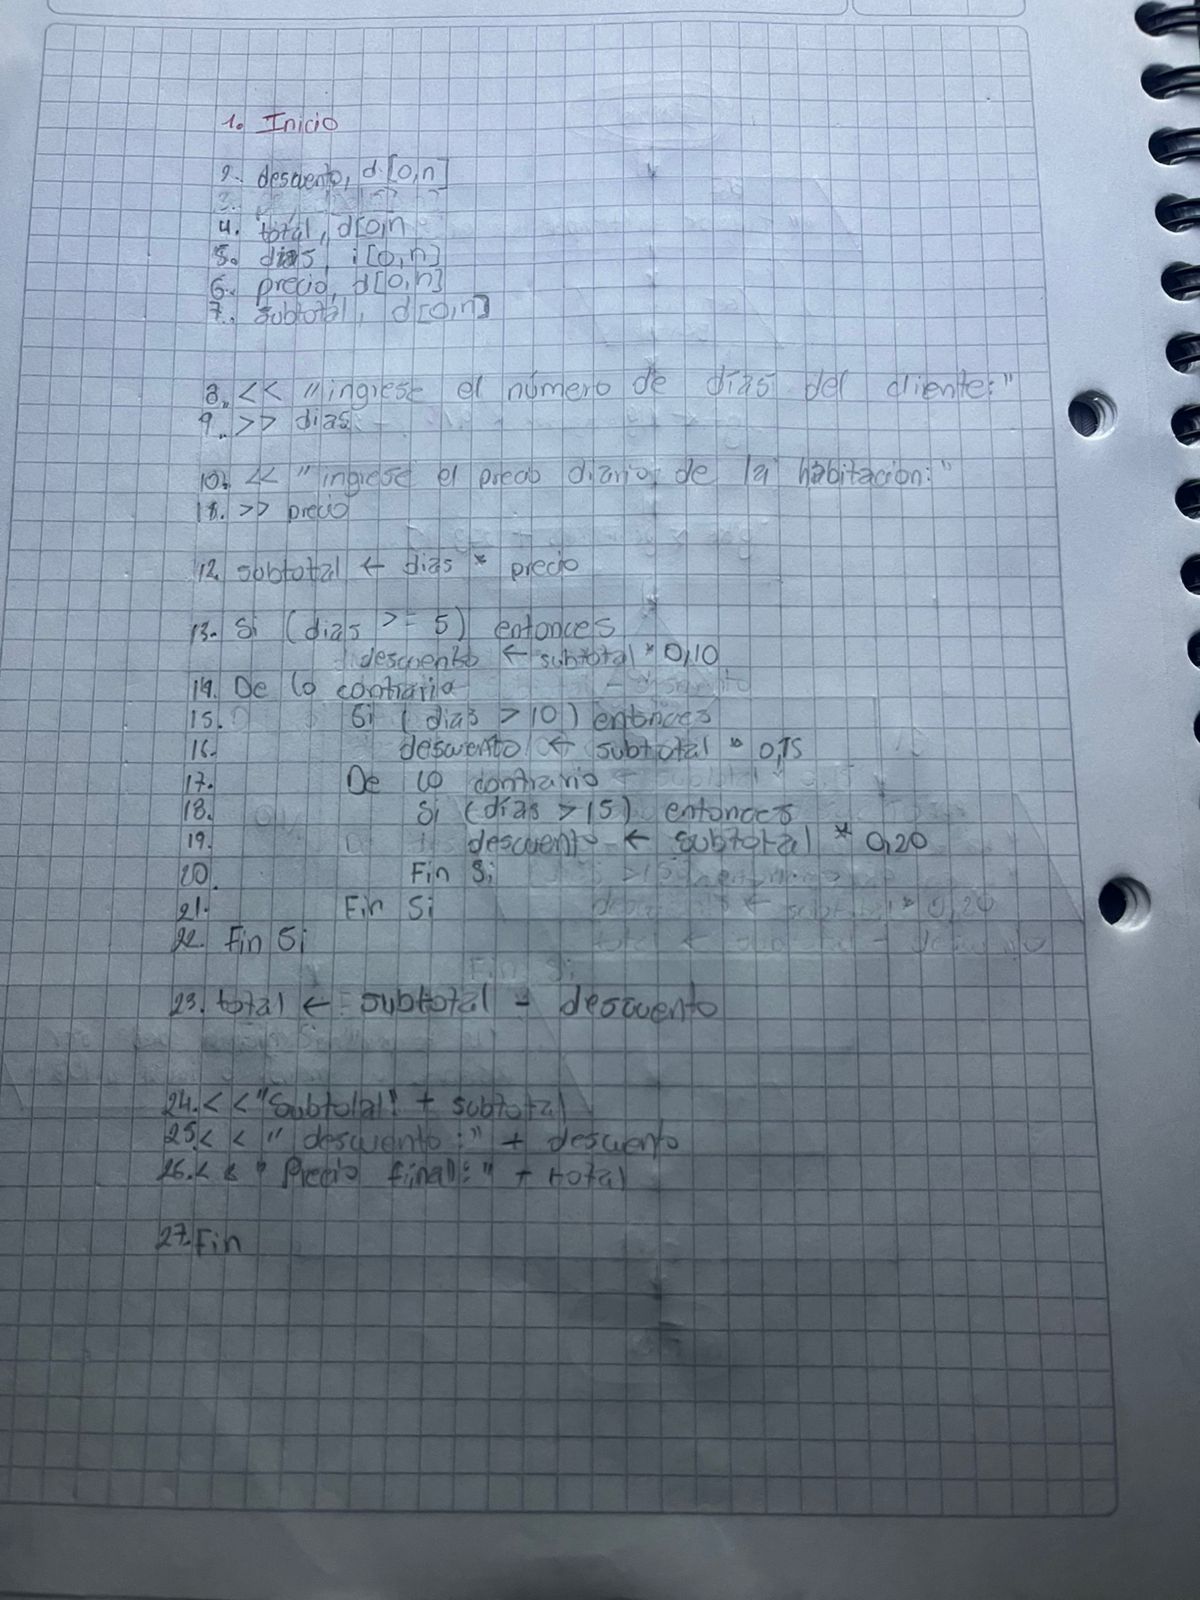 1. Inicio
2. descuento, d [0,n]
3.
4. total, d[0,n
5. dias, i[0,n]
6. precio, d[0,n]
7. subtotal, d[0,n]
8. << "ingrese el número de días del cliente:"
9. >> dias
10. << "ingrese el precio diario de la habitacion:"
11. >> precio
12. subtotal ← dias * precio
13. Si (dias >= 5) entonces
descuento ← subtotal * 0,10
14. De lo contraria
15. Si (dias > 10) entonces
16. descuento ← subtotal * 0,15
17. De lo contrario
18. Si (días > 15) entonces
19. descuento ← subtotal * 0,20
20. Fin Si
21. Fin Si
22. Fin Si
23. total ← subtotal - descuento
24. << "Subtotal" + subtotal
25. << "descuento:" + descuento
26. << "Precio final:" + total
27. Fin